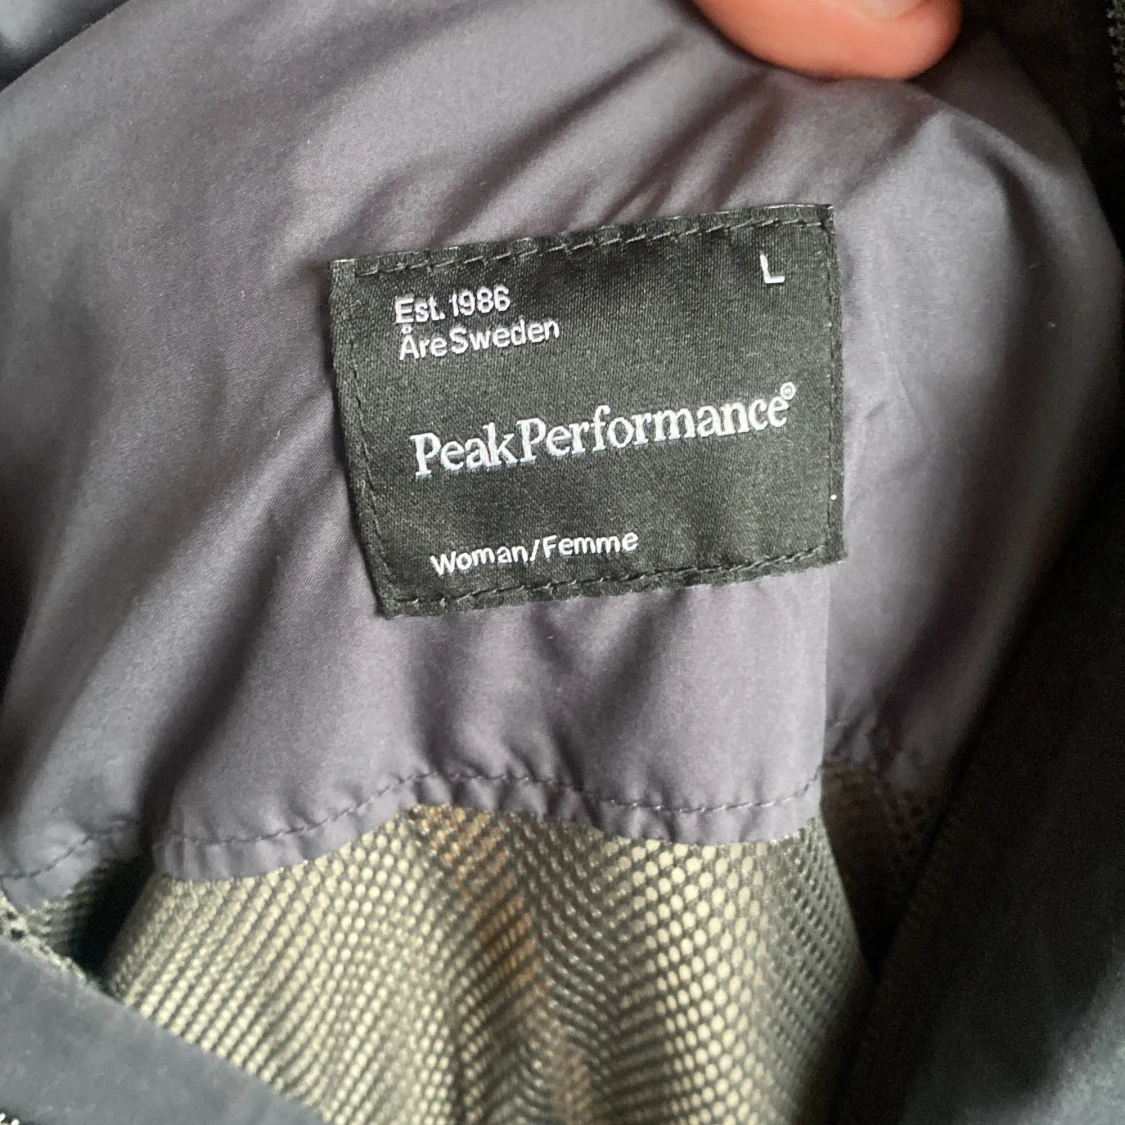 L
Est. 1986
Åre Sweden
PeakPerformance®
Woman/Femme